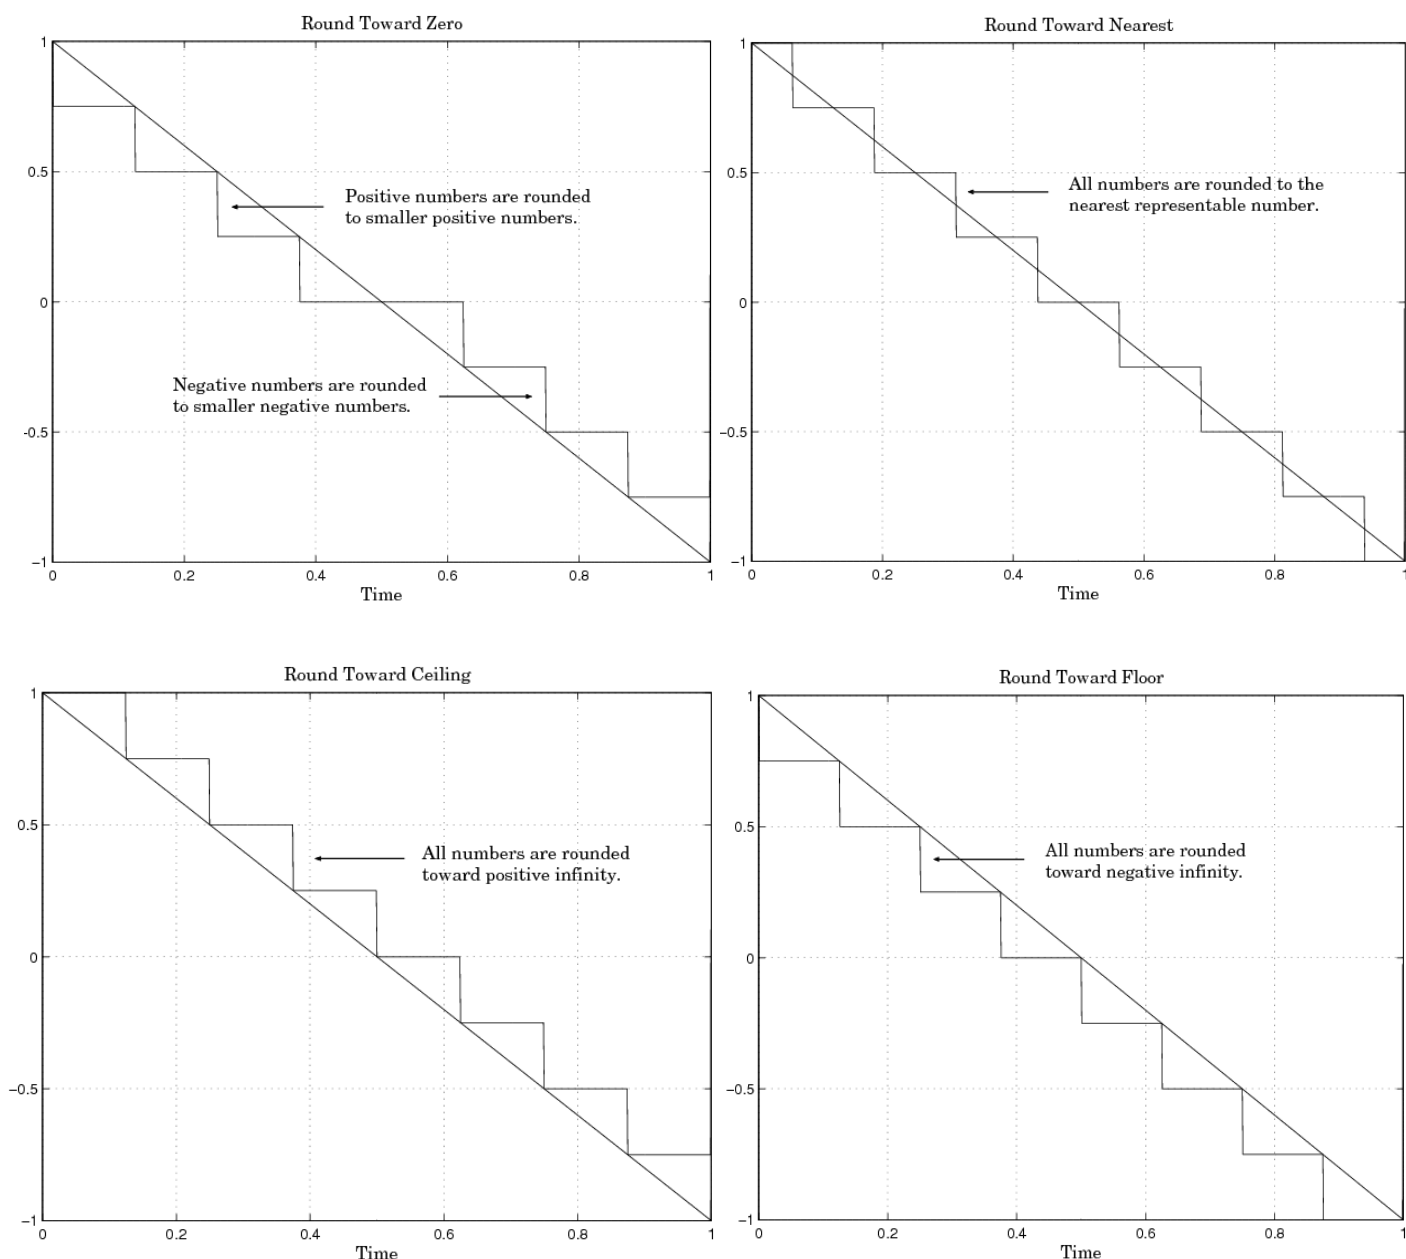 Round Toward Zero
1
0.5
0
-0.5
−1
0
0.2
0.4
0.6
0.8
1
Time
Positive numbers are rounded
to smaller positive numbers.
Negative numbers are rounded
to smaller negative numbers.
Round Toward Nearest
1
0.5
0
−0.5
−1
0
0.2
0.4
0.6
0.8
1
Time
All numbers are rounded to the
nearest representable number.
Round Toward Ceiling
1
0.5
0
−0.5
−1
0
0.2
0.4
0.6
0.8
1
Time
All numbers are rounded
toward positive infinity.
Round Toward Floor
1
0.5
0
−0.5
−1
0
0.2
0.4
0.6
0.8
1
Time
All numbers are rounded
toward negative infinity.